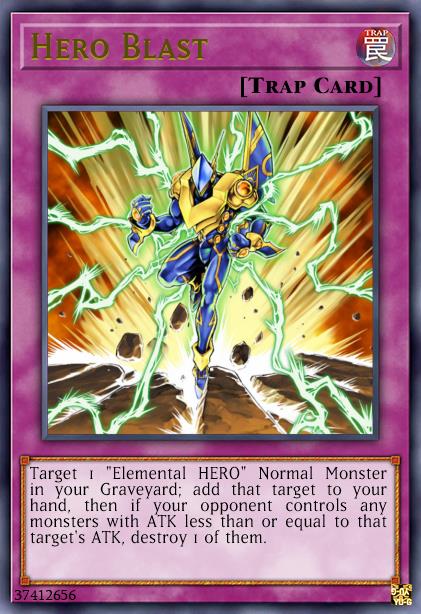 Hero Blast
TRAP
罠
[Trap Card]
Target 1 "Elemental HERO" Normal Monster
in your Graveyard; add that target to your
hand, then if your opponent controls any
monsters with ATK less than or equal to that
target's ATK, destroy 1 of them.
37412656